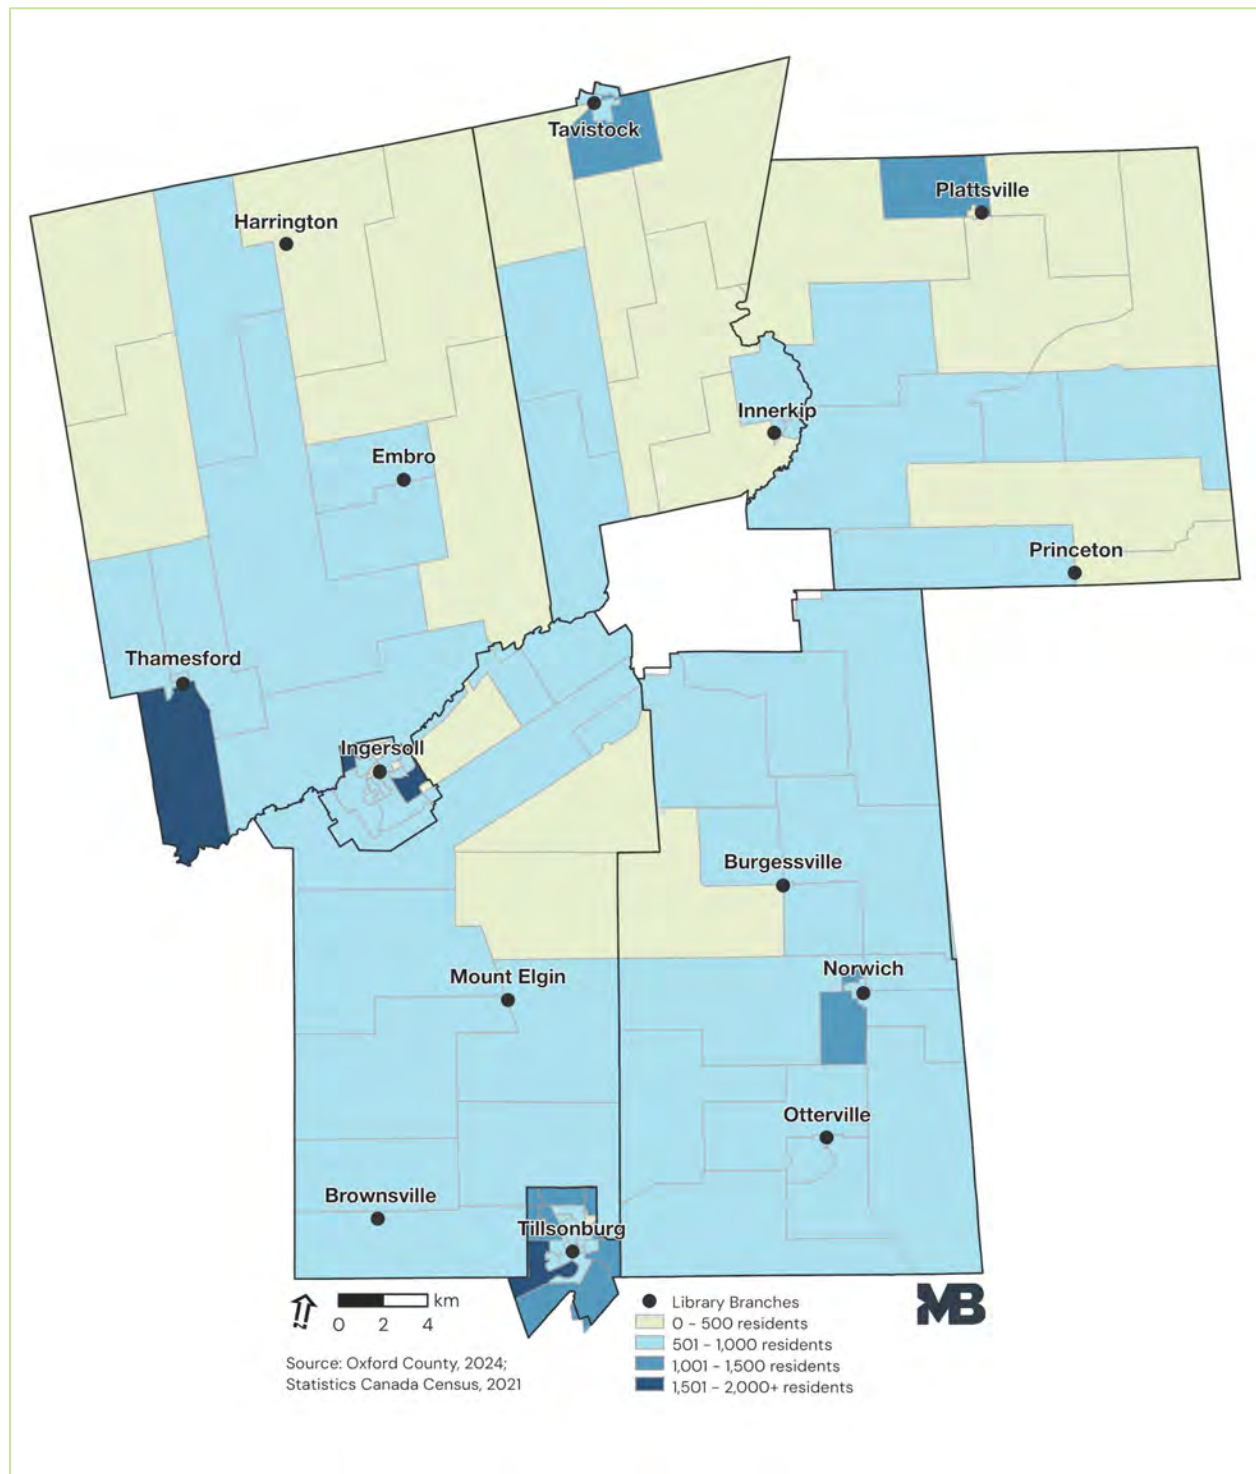 Tavistock
Plattsville
Harrington
Innerkip
Embro
Princeton
Thamesford
Ingersoll
Burgessville
Norwich
Mount Elgin
Otterville
Brownsville
Tillsonburg
km
0 2 4
N
Source: Oxford County, 2024;
Statistics Canada Census, 2021
Library Branches
0 - 500 residents
501 - 1,000 residents
1,001 - 1,500 residents
1,501 - 2,000+ residents
MB